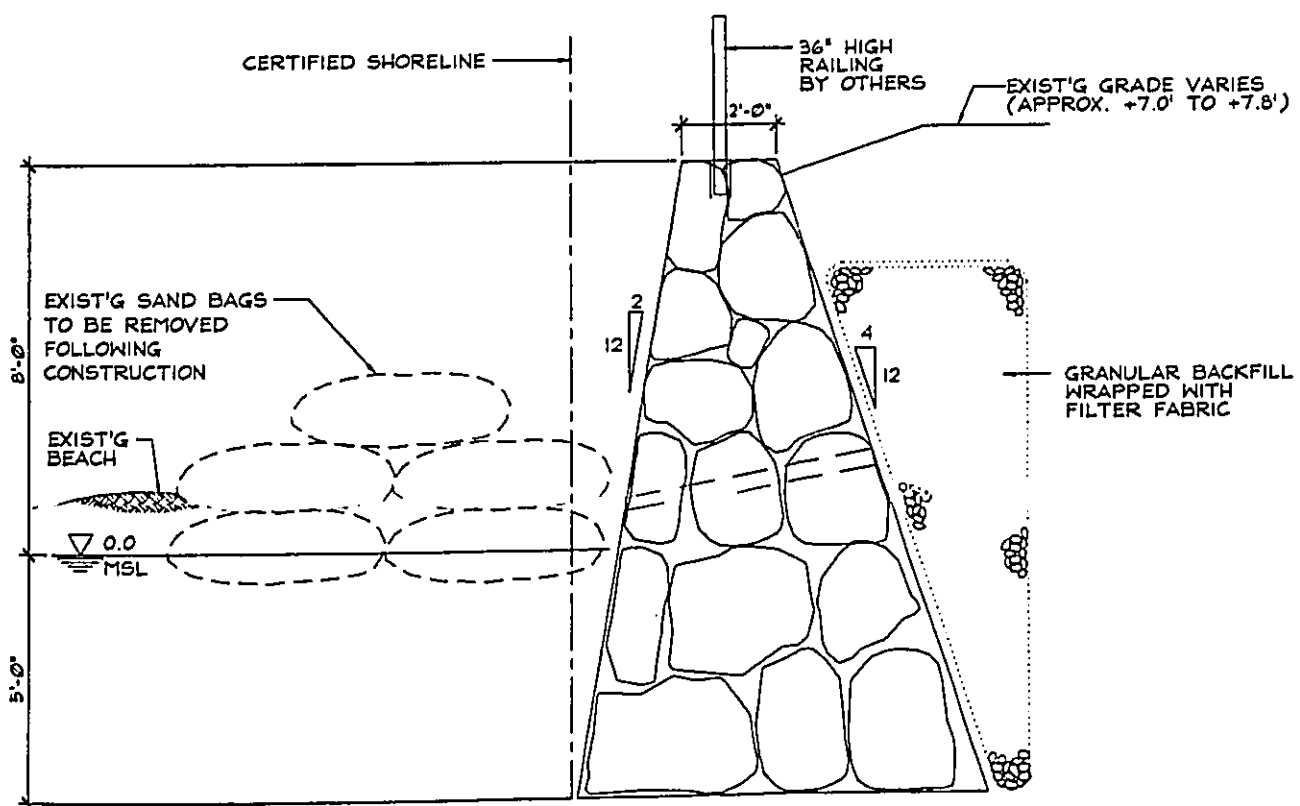 CERTIFIED SHORELINE
36" HIGH
RAILING
BY OTHERS
EXIST'G GRADE VARIES
(APPROX. +7.0' TO +7.8')
2'-0"
EXIST'G SAND BAGS
TO BE REMOVED
FOLLOWING
CONSTRUCTION
2
12
4
12
8'-0"
GRANULAR BACKFILL
WRAPPED WITH
FILTER FABRIC
EXIST'G
BEACH
0.0
MSL
5'-0"